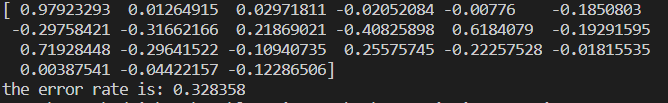 [ 0.97923293  0.01264915  0.02971811 -0.02052084 -0.00776    -0.1850803
 -0.29758421 -0.31662166  0.21869021 -0.40825898  0.6184079  -0.19291595
  0.71928448 -0.29641522 -0.10940735  0.25575745 -0.22257528 -0.01815535
  0.00387541 -0.04422157 -0.12286506]
the error rate is: 0.328358